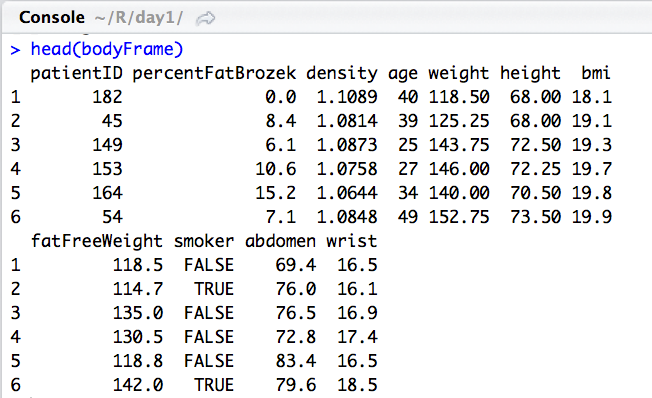 Console ~/R/day1/
> head(bodyFrame)
patientID percentFatBrozek density age weight height bmi
1 182 0.0 1.1089 40 118.50 68.00 18.1
2 45 8.4 1.0814 39 125.25 68.00 19.1
3 149 6.1 1.0873 25 143.75 72.50 19.3
4 153 10.6 1.0758 27 146.00 72.25 19.7
5 164 15.2 1.0644 34 140.00 70.50 19.8
6 54 7.1 1.0848 49 152.75 73.50 19.9
fatFreeWeight smoker abdomen wrist
1 118.5 FALSE 69.4 16.5
2 114.7 TRUE 76.0 16.1
3 135.0 FALSE 76.5 16.9
4 130.5 FALSE 72.8 17.4
5 118.8 FALSE 83.4 16.5
6 142.0 TRUE 79.6 18.5